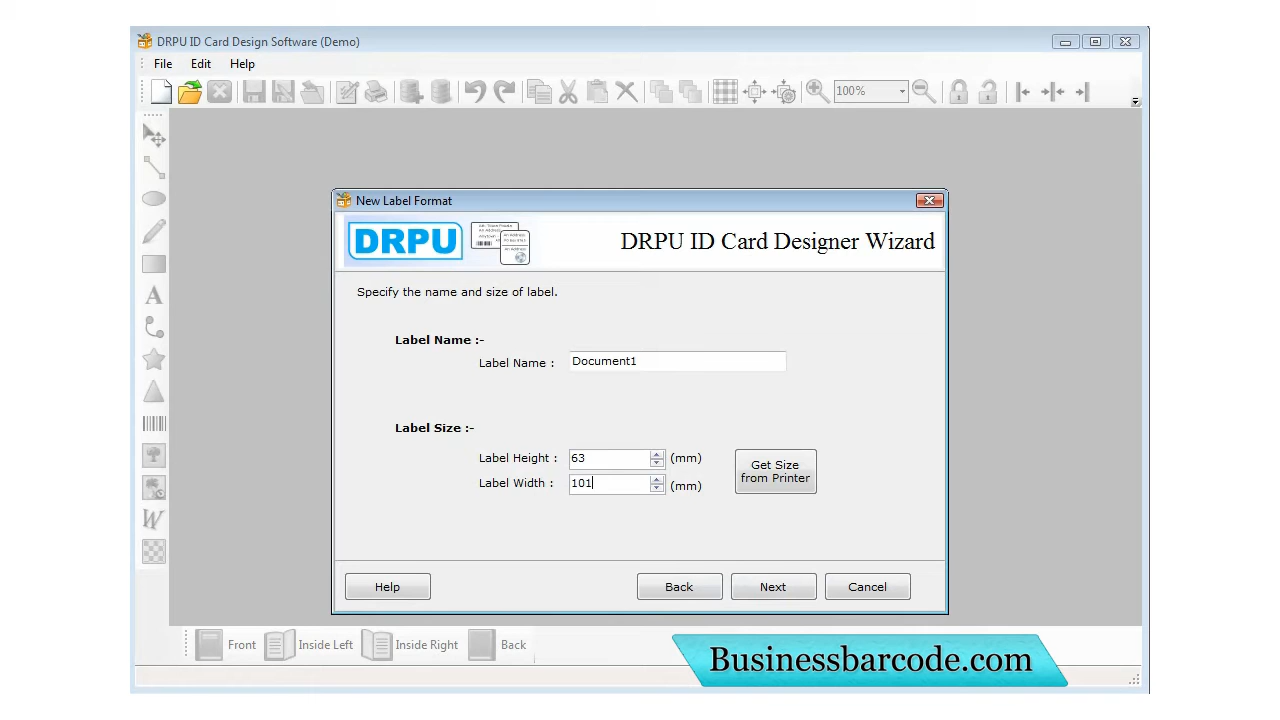 DRPU ID Card Design Software (Demo)
File Edit Help
100%
A
W
New Label Format
DRPU
DRPU ID Card Designer Wizard
Specify the name and size of label.
Label Name :-
Label Name : Document1
Label Size :-
Label Height : 63 (mm)
Label Width : 101 (mm)
Get Size
from Printer
Help Back Next Cancel
Front Inside Left Inside Right Back
Businessbarcode.com